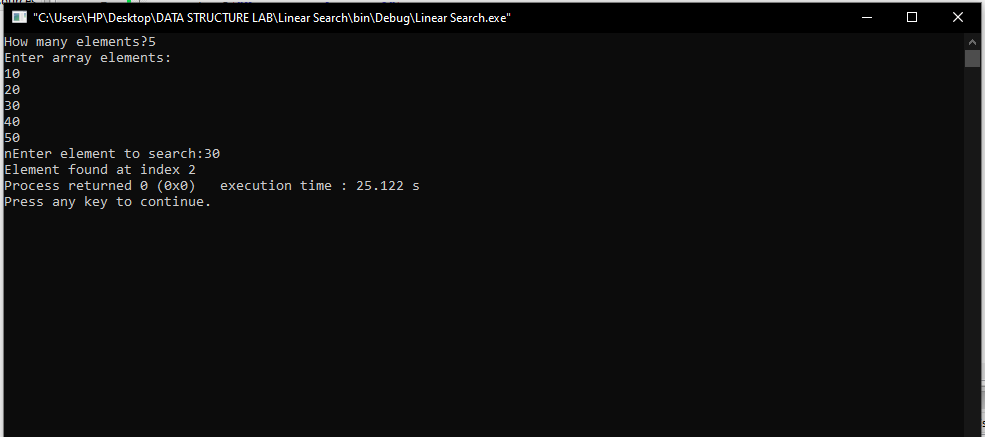 "C:\Users\HP\Desktop\DATA STRUCTURE LAB\Linear Search\bin\Debug\Linear Search.exe"
How many elements?5
Enter array elements:
10
20
30
40
50
nEnter element to search:30
Element found at index 2
Process returned 0 (0x0)   execution time : 25.122 s
Press any key to continue.